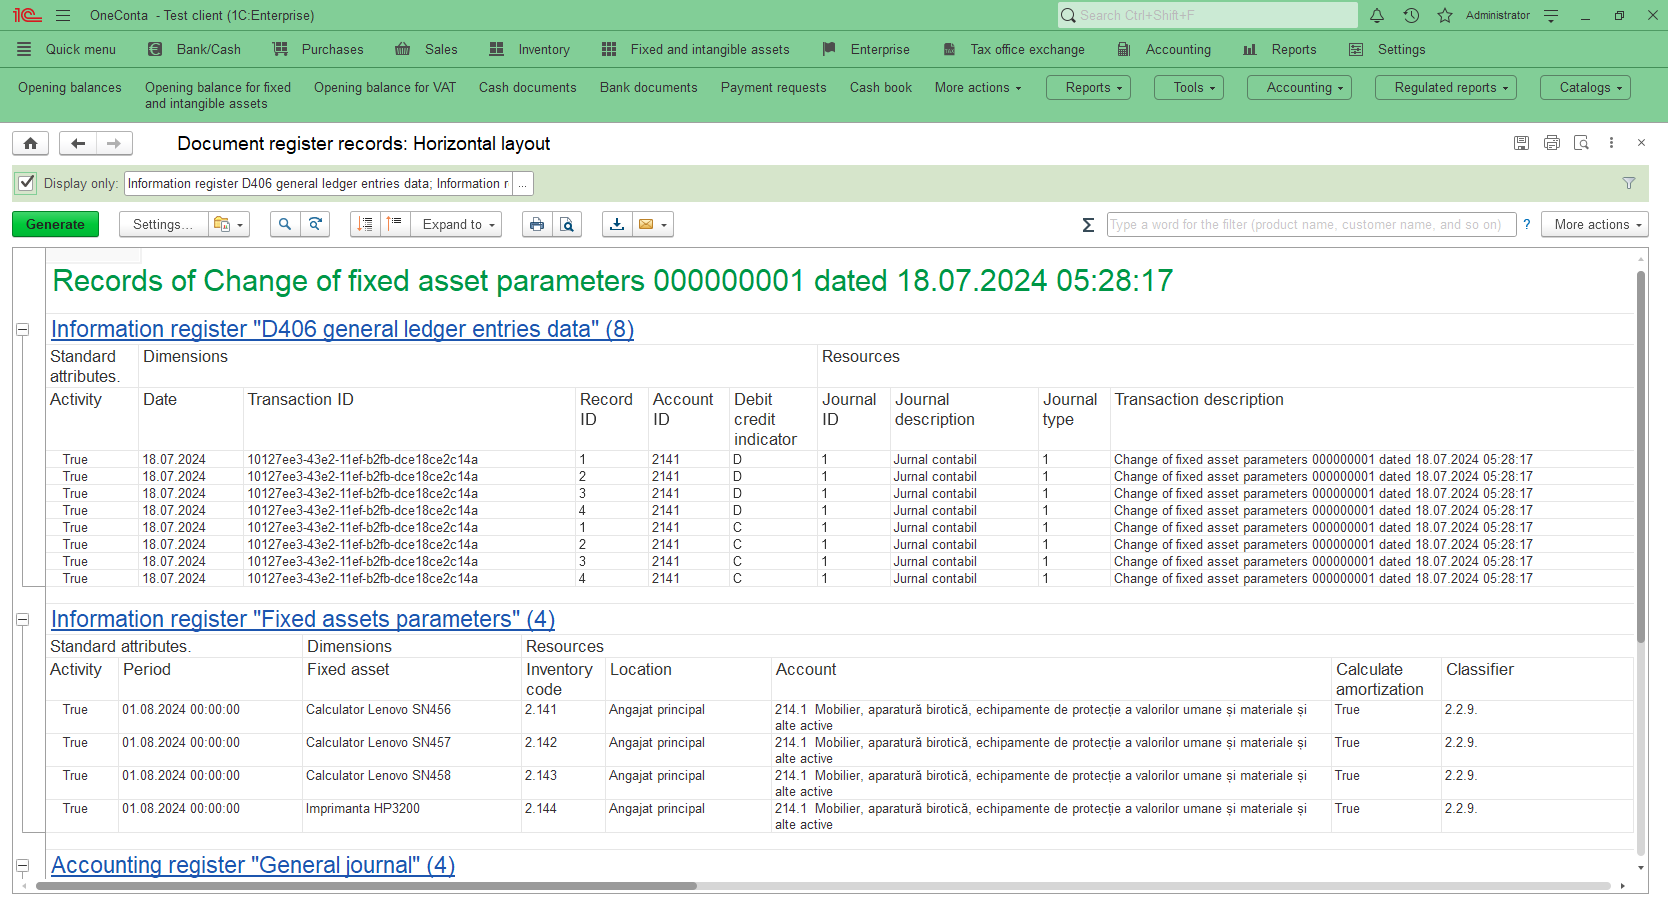 OneConta - Test client (1C:Enterprise)
Search Ctrl+Shift+F
Administrator
Quick menu
Bank/Cash
Purchases
Sales
Inventory
Fixed and intangible assets
Enterprise
Tax office exchange
Accounting
Reports
Settings
Opening balances
Opening balance for fixed
and intangible assets
Opening balance for VAT
Cash documents
Bank documents
Payment requests
Cash book
More actions
Reports
Tools
Accounting
Regulated reports
Catalogs
Document register records: Horizontal layout
Display only:
Information register D406 general ledger entries data; Information r
...
Generate
Settings...
Expand to
Σ
Type a word for the filter (product name, customer name, and so on)
?
More actions
Records of Change of fixed asset parameters 000000001 dated 18.07.2024 05:28:17
Information register "D406 general ledger entries data" (8)
Standard attributes. Dimensions Resources
Activity Date Transaction ID Record ID Account ID Debit credit indicator Journal ID Journal description Journal type Transaction description
True 18.07.2024 10127ee3-43e2-11ef-b2fb-dce18ce2c14a 1 2141 D 1 Jurnal contabil 1 Change of fixed asset parameters 000000001 dated 18.07.2024 05:28:17
True 18.07.2024 10127ee3-43e2-11ef-b2fb-dce18ce2c14a 2 2141 D 1 Jurnal contabil 1 Change of fixed asset parameters 000000001 dated 18.07.2024 05:28:17
True 18.07.2024 10127ee3-43e2-11ef-b2fb-dce18ce2c14a 3 2141 D 1 Jurnal contabil 1 Change of fixed asset parameters 000000001 dated 18.07.2024 05:28:17
True 18.07.2024 10127ee3-43e2-11ef-b2fb-dce18ce2c14a 4 2141 D 1 Jurnal contabil 1 Change of fixed asset parameters 000000001 dated 18.07.2024 05:28:17
True 18.07.2024 10127ee3-43e2-11ef-b2fb-dce18ce2c14a 1 2141 C 1 Jurnal contabil 1 Change of fixed asset parameters 000000001 dated 18.07.2024 05:28:17
True 18.07.2024 10127ee3-43e2-11ef-b2fb-dce18ce2c14a 2 2141 C 1 Jurnal contabil 1 Change of fixed asset parameters 000000001 dated 18.07.2024 05:28:17
True 18.07.2024 10127ee3-43e2-11ef-b2fb-dce18ce2c14a 3 2141 C 1 Jurnal contabil 1 Change of fixed asset parameters 000000001 dated 18.07.2024 05:28:17
True 18.07.2024 10127ee3-43e2-11ef-b2fb-dce18ce2c14a 4 2141 C 1 Jurnal contabil 1 Change of fixed asset parameters 000000001 dated 18.07.2024 05:28:17
Information register "Fixed assets parameters" (4)
Standard attributes. Dimensions Resources
Activity Period Fixed asset Inventory code Location Account Calculate amortization Classifier
True 01.08.2024 00:00:00 Calculator Lenovo SN456 2.141 Angajat principal 214.1 Mobilier, aparatură birotică, echipamente de protecție a valorilor umane și materiale și True 2.2.9.
alte active
True 01.08.2024 00:00:00 Calculator Lenovo SN457 2.142 Angajat principal 214.1 Mobilier, aparatură birotică, echipamente de protecție a valorilor umane și materiale și True 2.2.9.
alte active
True 01.08.2024 00:00:00 Calculator Lenovo SN458 2.143 Angajat principal 214.1 Mobilier, aparatură birotică, echipamente de protecție a valorilor umane și materiale și True 2.2.9.
alte active
True 01.08.2024 00:00:00 Imprimanta HP3200 2.144 Angajat principal 214.1 Mobilier, aparatură birotică, echipamente de protecție a valorilor umane și materiale și True 2.2.9.
alte active
Accounting register "General journal" (4)